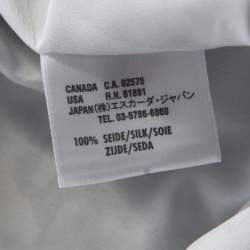 CANADA C.A. 02575
USA R.N. 61891
JAPAN(株)エスカーダ・ジャパン
TEL. 03-5786-6860
100% SEIDE/SILK/SOIE
ZIJDE/SEDA